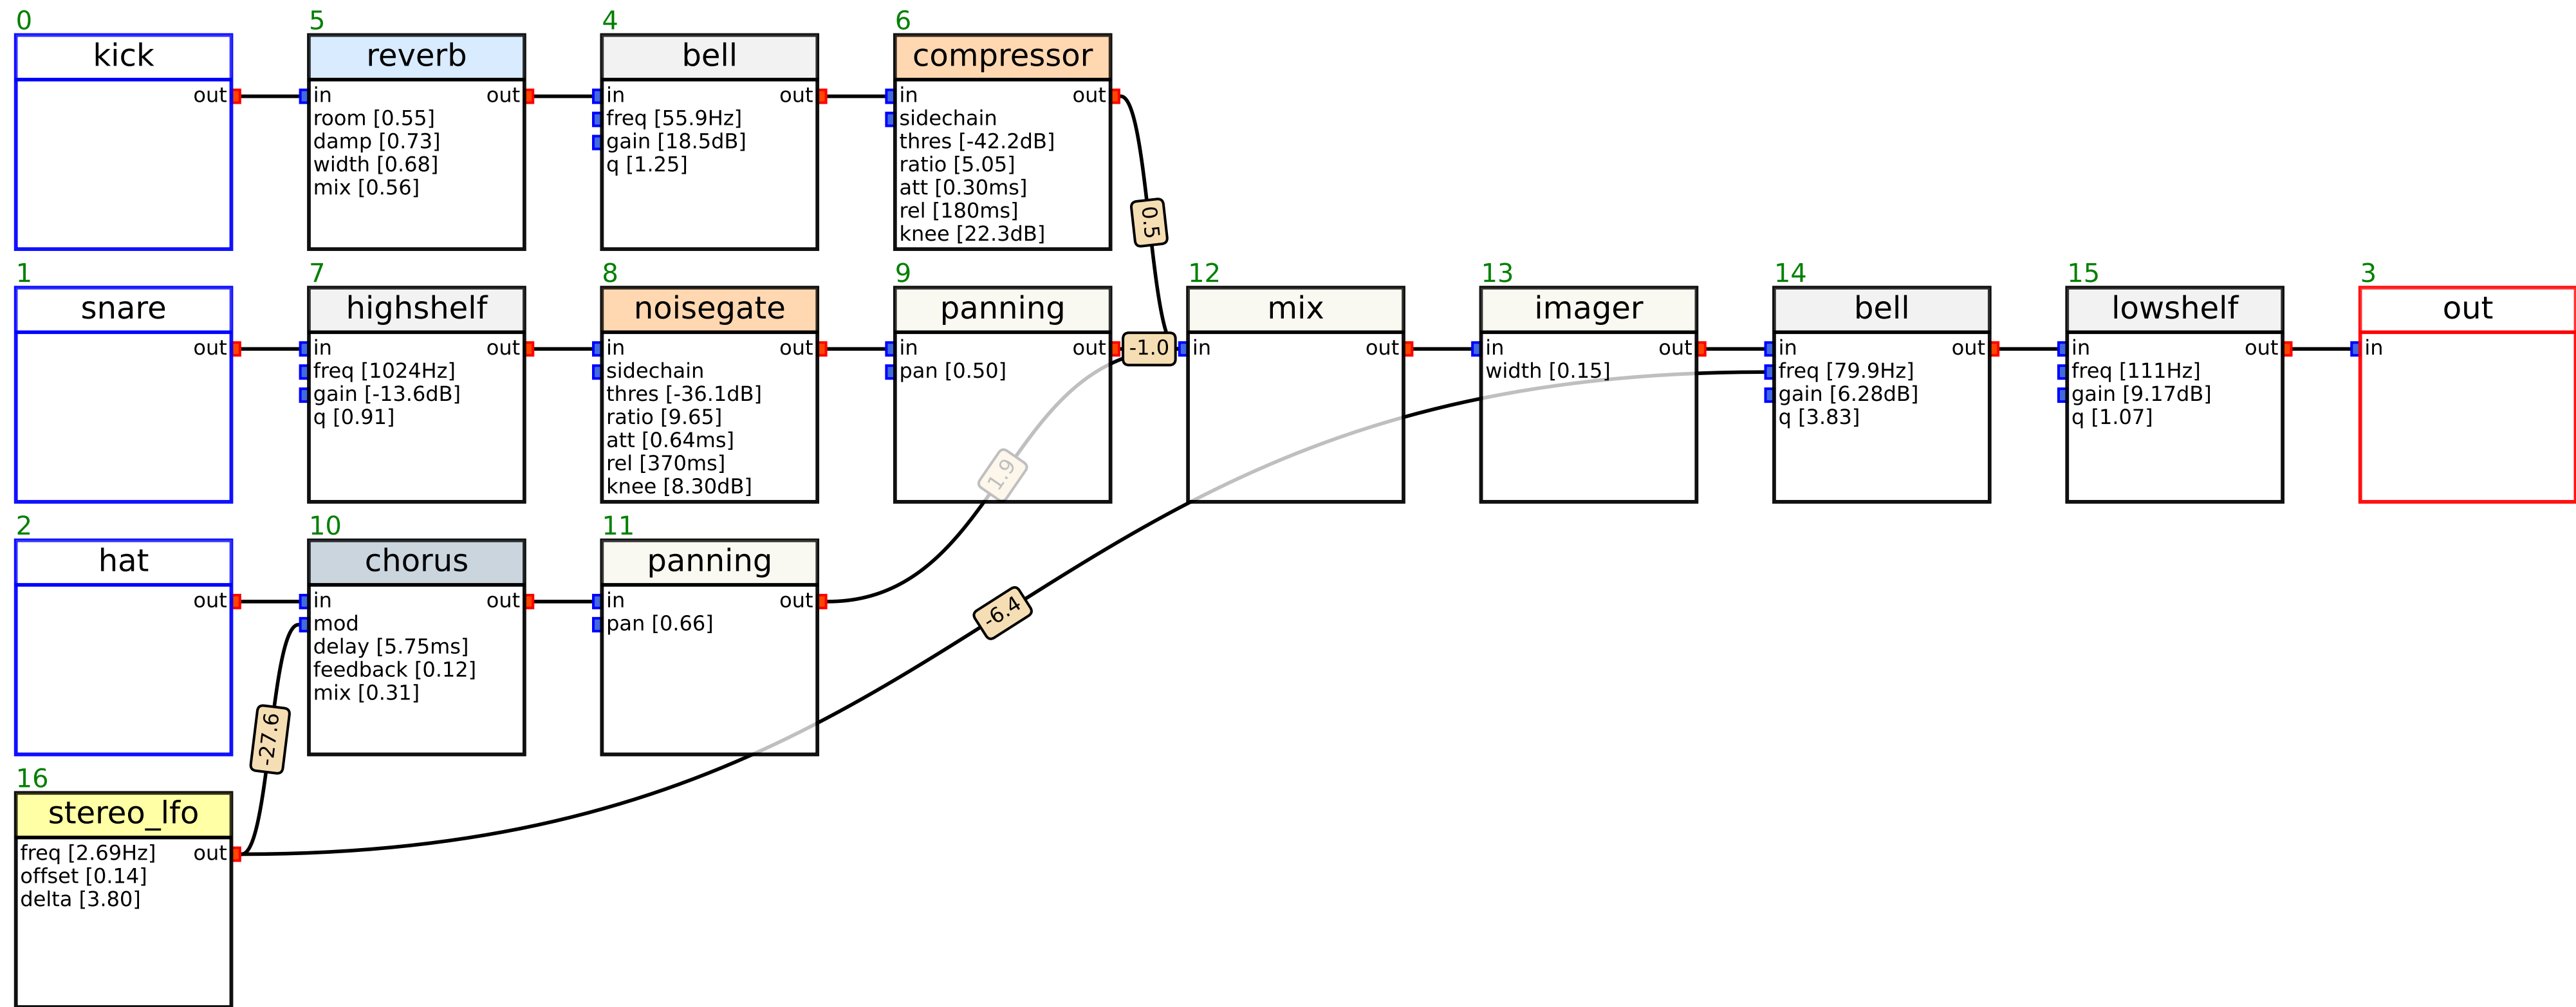 0
kick
out
5
reverb
in out
room [0.55]
damp [0.73]
width [0.68]
mix [0.56]
4
bell
in out
freq [55.9Hz]
gain [18.5dB]
q [1.25]
6
compressor
in out
sidechain
thres [-42.2dB]
ratio [5.05]
att [0.30ms]
rel [180ms]
knee [22.3dB]
0.5
1
snare
out
7
highshelf
in out
freq [1024Hz]
gain [-13.6dB]
q [0.91]
8
noisegate
in out
sidechain
thres [-36.1dB]
ratio [9.65]
att [0.64ms]
rel [370ms]
knee [8.30dB]
9
panning
in out
pan [0.50]
-1.0
1.9
12
mix
in out
13
imager
in out
width [0.15]
14
bell
in out
freq [79.9Hz]
gain [6.28dB]
q [3.83]
15
lowshelf
in out
freq [111Hz]
gain [9.17dB]
q [1.07]
3
out
in
2
hat
out
10
chorus
in out
mod
delay [5.75ms]
feedback [0.12]
mix [0.31]
11
panning
in out
pan [0.66]
-6.4
-27.6
16
stereo_lfo
freq [2.69Hz] out
offset [0.14]
delta [3.80]